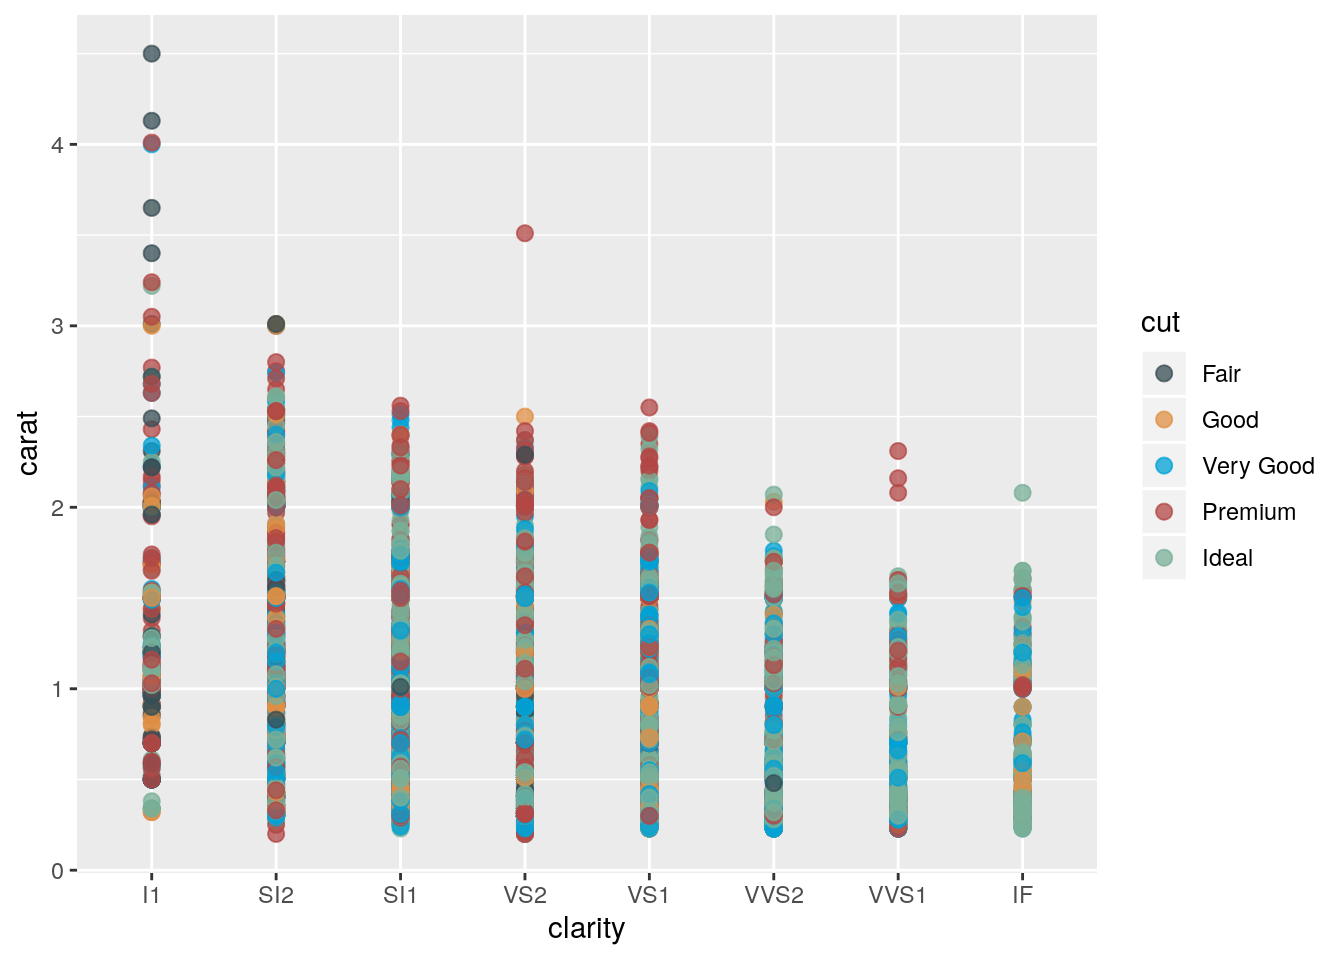 4
3
2
1
0
carat
I1 SI2 SI1 VS2 VS1 VVS2 VVS1 IF
clarity
cut
Fair
Good
Very Good
Premium
Ideal